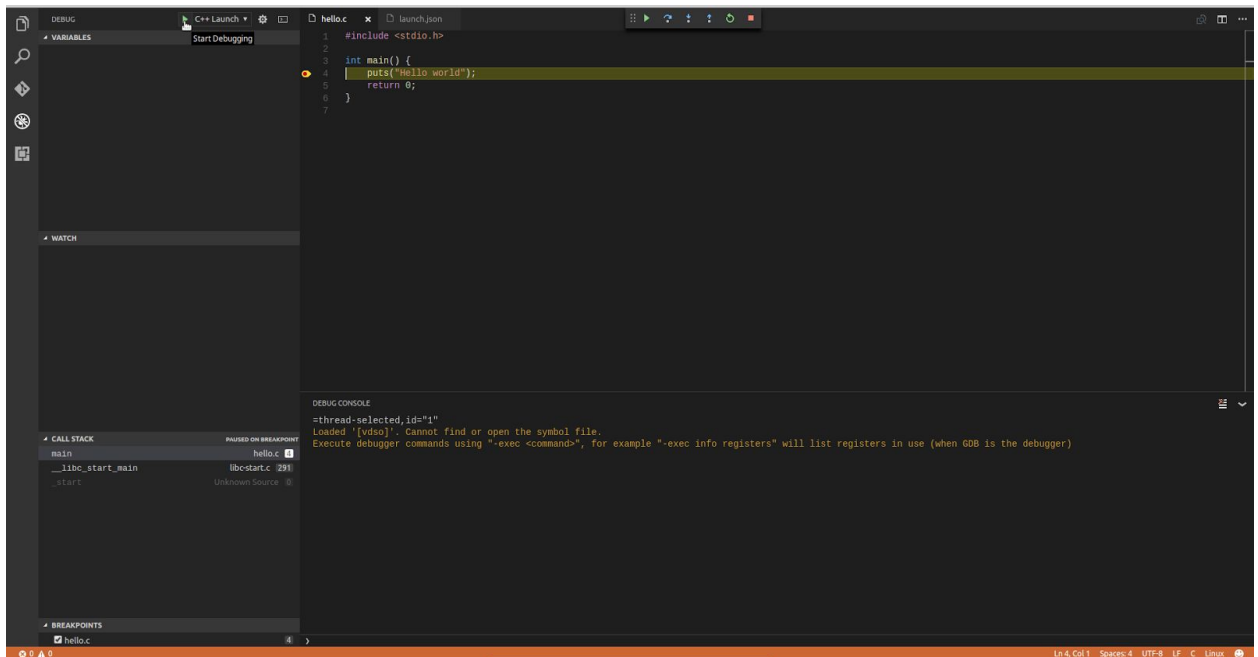 DEBUG
C++ Launch
Start Debugging
VARIABLES
WATCH
CALL STACK PAUSED ON BREAKPOINT
main hello.c 4
__libc_start_main libc-start.c 291
_start Unknown Source 0
BREAKPOINTS
hello.c 4
hello.c x launch.json
1 #include <stdio.h>
2
3 int main() {
4 puts("Hello world");
5 return 0;
6 }
7
DEBUG CONSOLE
=thread-selected,id="1"
Loaded '[vdso]'. Cannot find or open the symbol file.
Execute debugger commands using "-exec <command>", for example "-exec info registers" will list registers in use (when GDB is the debugger)
0 0 Ln 4, Col 1 Spaces: 4 UTF-8 LF C Linux